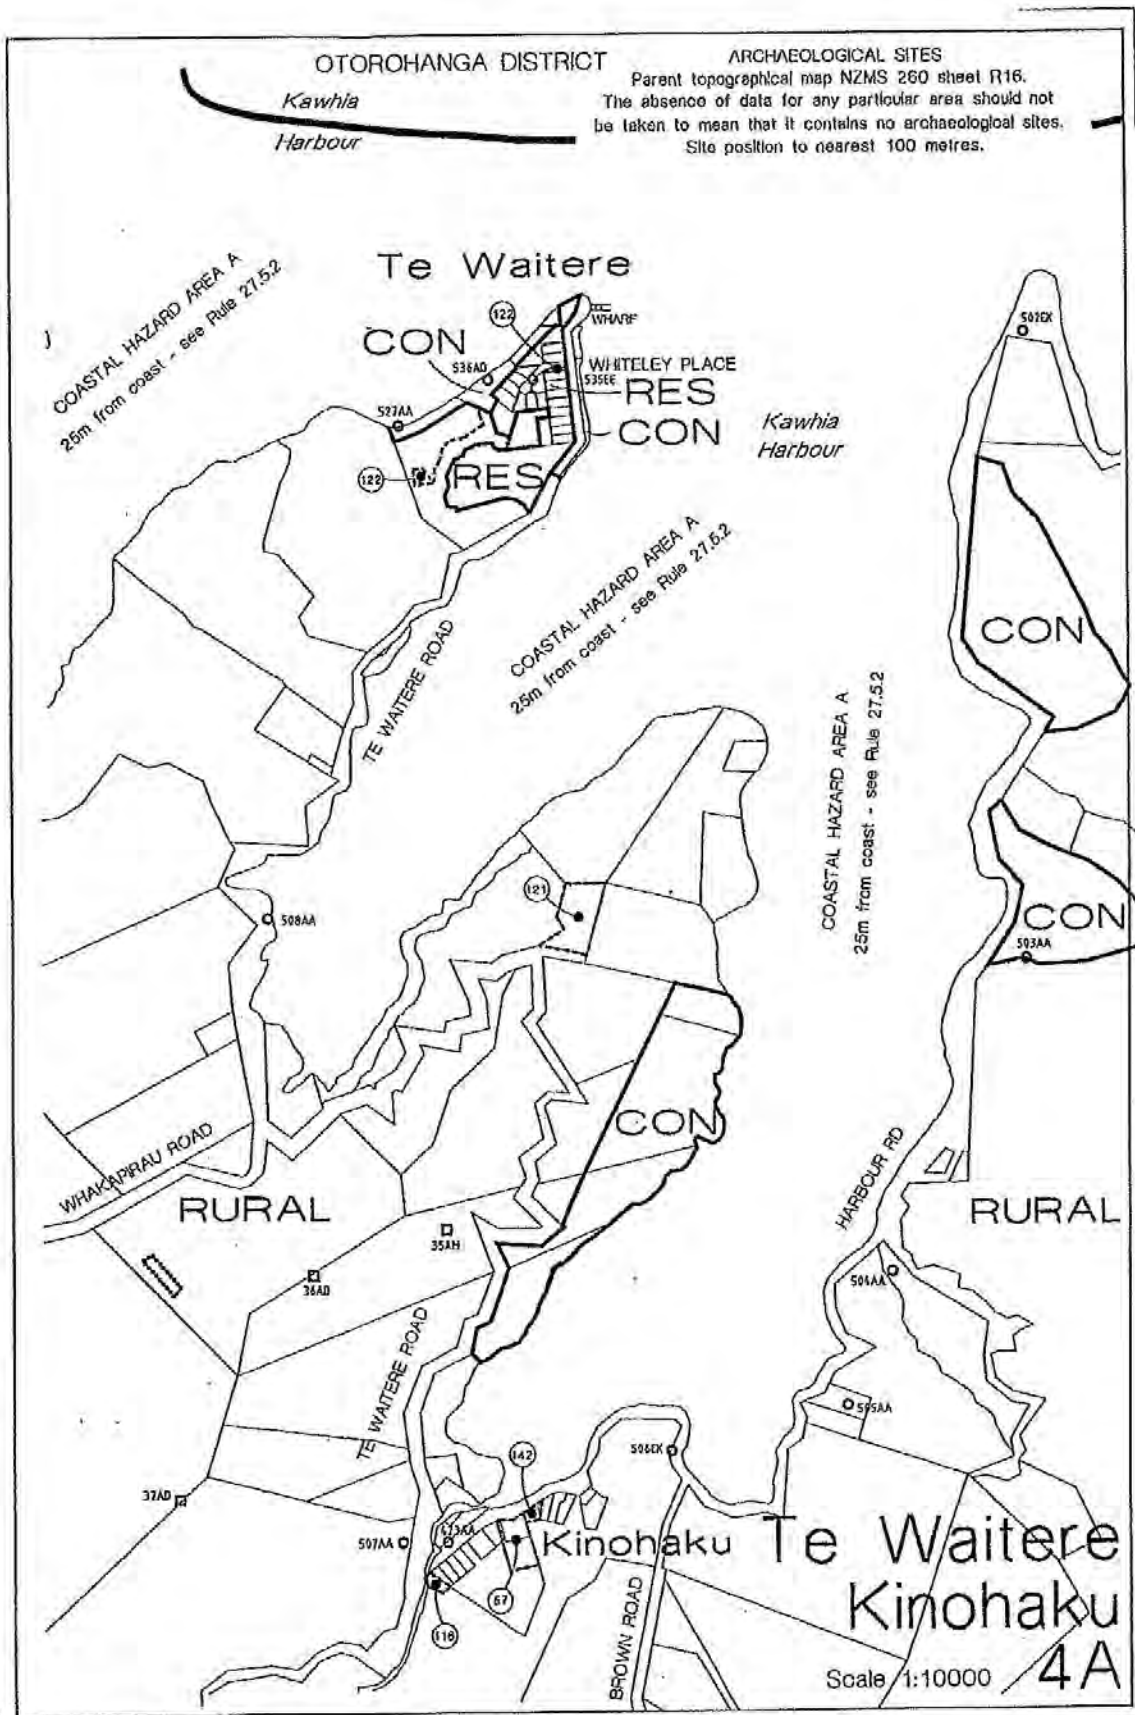 OTOROHANGA DISTRICT
Kawhia
Harbour
ARCHAEOLOGICAL SITES
Parent topographical map NZMS 260 sheet R16.
The absence of data for any particular area should not
be taken to mean that it contains no archaeological sites.
Site position to nearest 100 metres.
COASTAL HAZARD AREA A
25m from coast - see Rule 27.5.2
Te Waitere
122
WHARF
CON
536AD
WHITELEY PLACE
535EE
RES
CON
527AA
122
RES
Kawhia
Harbour
502EX
COASTAL HAZARD AREA A
25m from coast - see Rule 27.5.2
CON
TE WAITERE ROAD
COASTAL HAZARD AREA A
25m from coast - see Rule 27.5.2
121
508AA
CON
503AA
CON
WHAKAPIRAU ROAD
HARBOUR RD
RURAL
RURAL
35AH
36AD
504AA
TE WAITERE ROAD
505AA
506EX
142
37AD
507AA
Kinohaku
67
116
BROWN ROAD
Te Waitere
Kinohaku
Scale 1:10000
4A